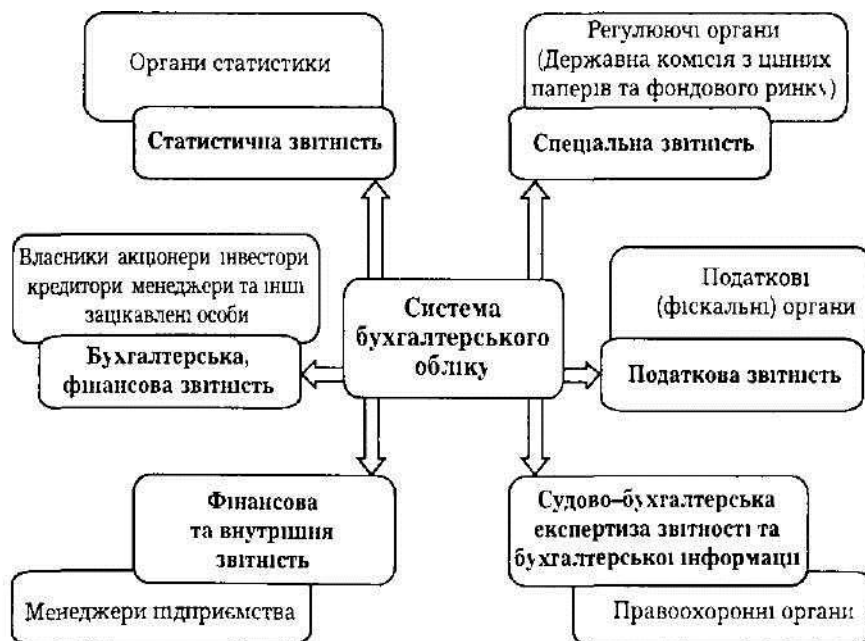 Органи статистики
Статистична звітність
Регулюючі органи
(Державна комісія з цінних
паперів та фондового ринку)
Спеціальна звітність
Власники акціонери інвестори
кредитори менеджери та інші
зацікавлені особи
Бухгалтерська,
фінансова звітність
Система
бухгалтерського
обліку
Податкові
(фіскальні) органи
Податкова звітність
Фінансова
та внутрішня
звітність
Менеджери підприємства
Судово–бухгалтерська
експертиза звітності та
бухгалтерської інформації
Правоохоронні органи